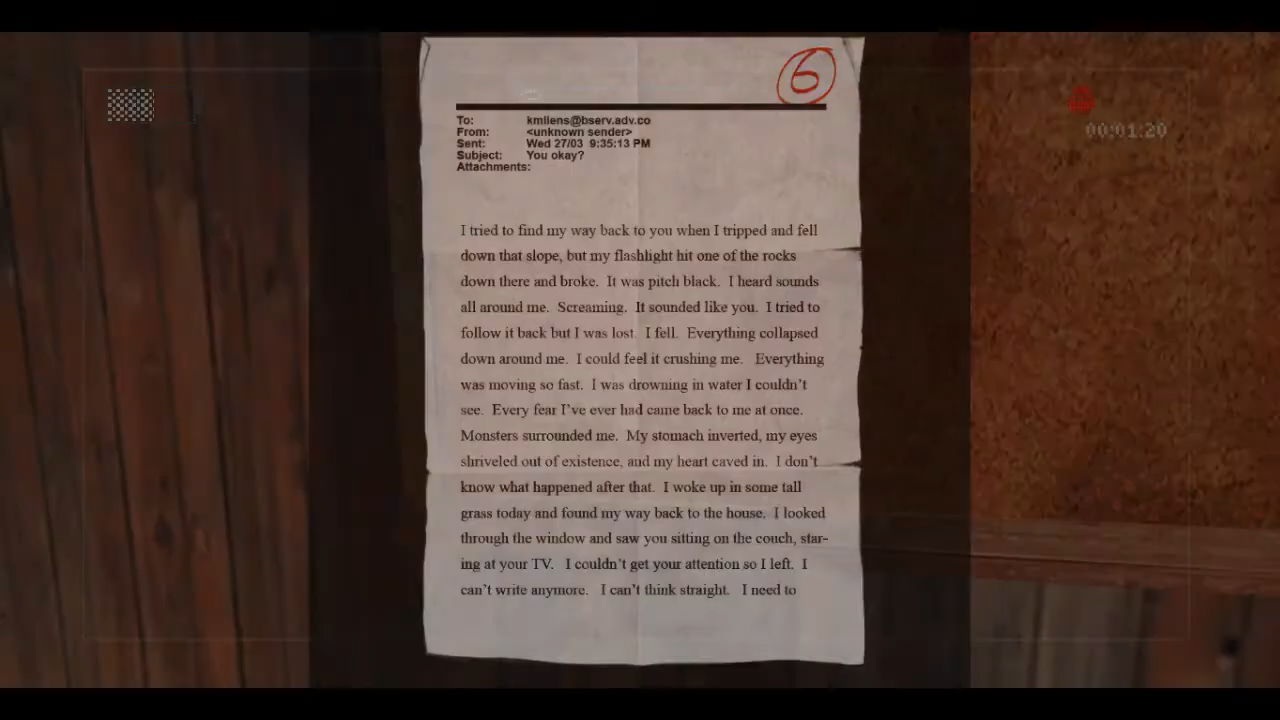 6
To: kmilens@bserv.adv.co
From: <unknown sender>
Sent: Wed 27/03 9:35:13 PM
Subject: You okay?
Attachments:
00:01:20
I tried to find my way back to you when I tripped and fell
down that slope, but my flashlight hit one of the rocks
down there and broke. It was pitch black. I heard sounds
all around me. Screaming. It sounded like you. I tried to
follow it back but I was lost. I fell. Everything collapsed
down around me. I could feel it crushing me. Everything
was moving so fast. I was drowning in water I couldn't
see. Every fear I've ever had came back to me at once.
Monsters surrounded me. My stomach inverted, my eyes
shriveled out of existence, and my heart caved in. I don't
know what happened after that. I woke up in some tall
grass today and found my way back to the house. I looked
through the window and saw you sitting on the couch, star-
ing at your TV. I couldn't get your attention so I left. I
can't write anymore. I can't think straight. I need to